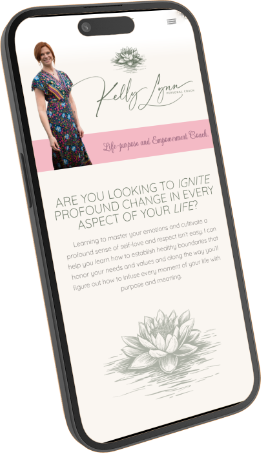 Kelly Lynn
Life-purpose and Empowerment Coach
ARE YOU LOOKING TO IGNITE
PROFOUND CHANGE IN EVERY
ASPECT OF YOUR LIFE?
Learning to master your emotions and cultivate a
profound sense of self-love and respect isn't easy. I can
help you learn how to establish healthy boundaries that
honor your needs and values and along the way you'll
figure out how to infuse every moment of your life with
purpose and meaning.